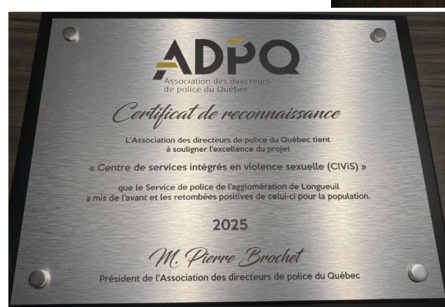 ADPQ
Association des directeurs
de police du Québec
Certificat de reconnaissance
L'Association des directeurs de police du Québec tient
à souligner l'excellence du projet
« Centre de services intégrés en violence sexuelle (CIViS) »
que le Service de police de l'agglomération de Longueuil
a mis de l'avant et les retombées positives de celui-ci pour la population.
2025
M. Pierre Brochet
Président de l'Association des directeurs de police du Québec